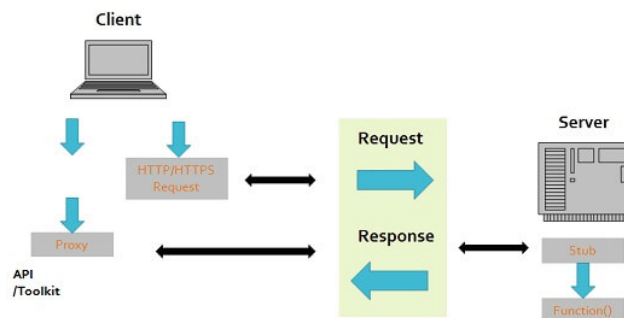 Client
Request
Server
HTTP/HTTPS
Request
Response
Proxy
Stub
API
/Toolkit
Function()